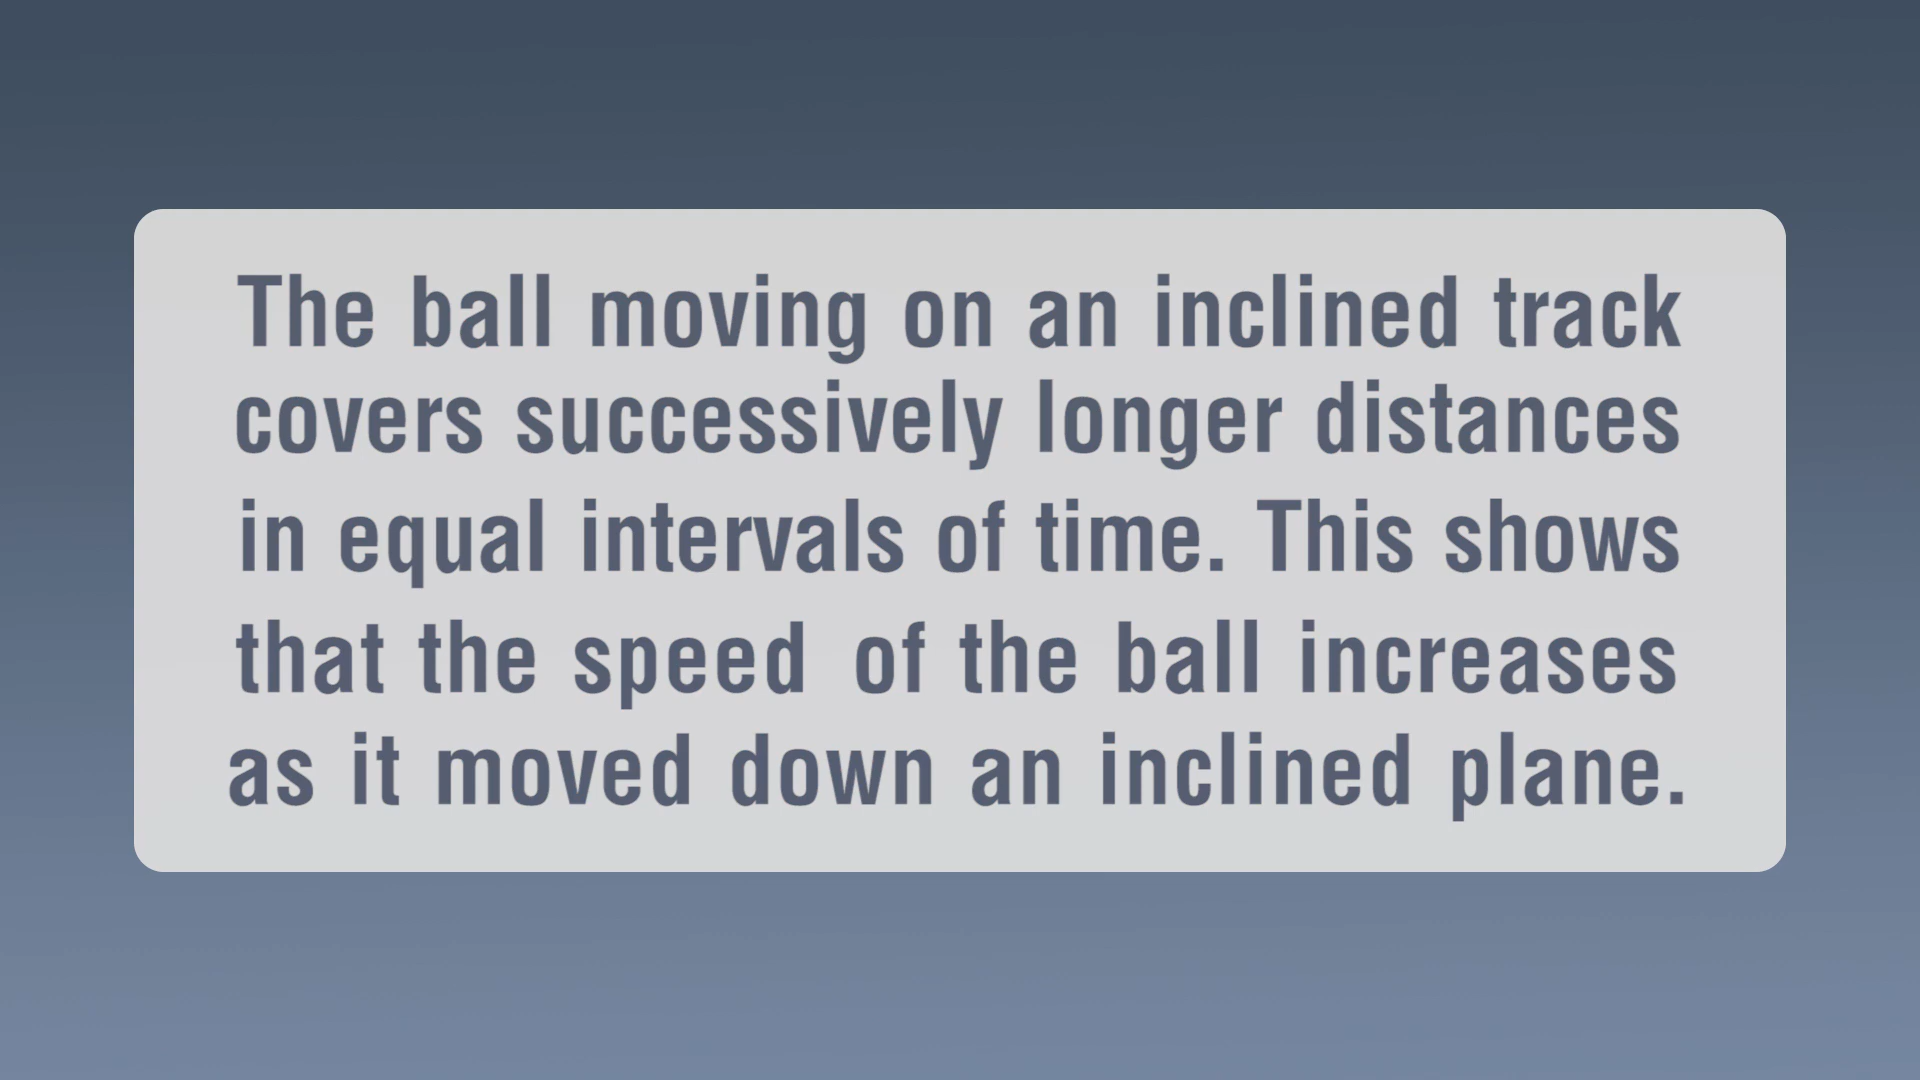 The ball moving on an inclined track
covers successively longer distances
in equal intervals of time. This shows
that the speed of the ball increases
as it moved down an inclined plane.